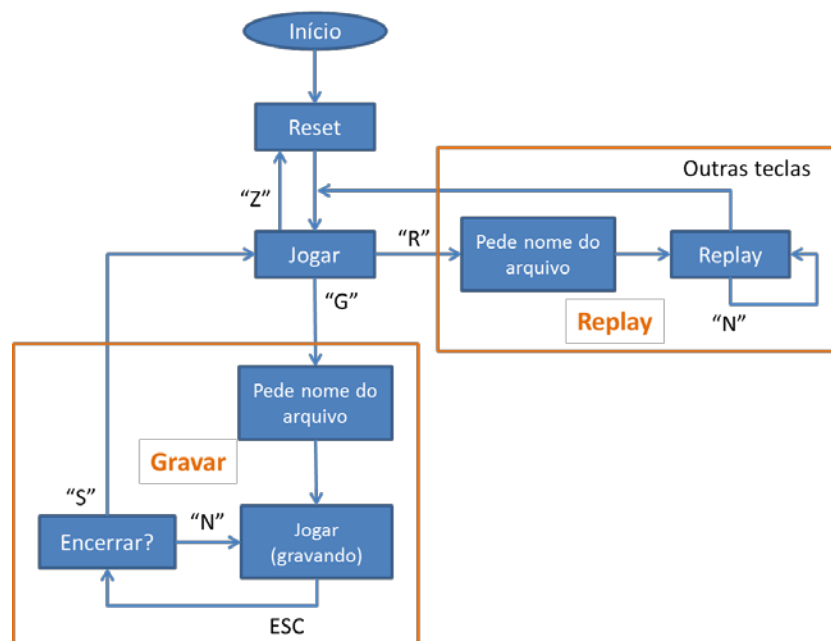 Início
Reset
Outras teclas
“Z”
Jogar
“R”
Pede nome do
arquivo
Replay
“G”
Replay
“N”
Pede nome do
arquivo
Gravar
“S”
“N”
Encerrar?
Jogar
(gravando)
ESC